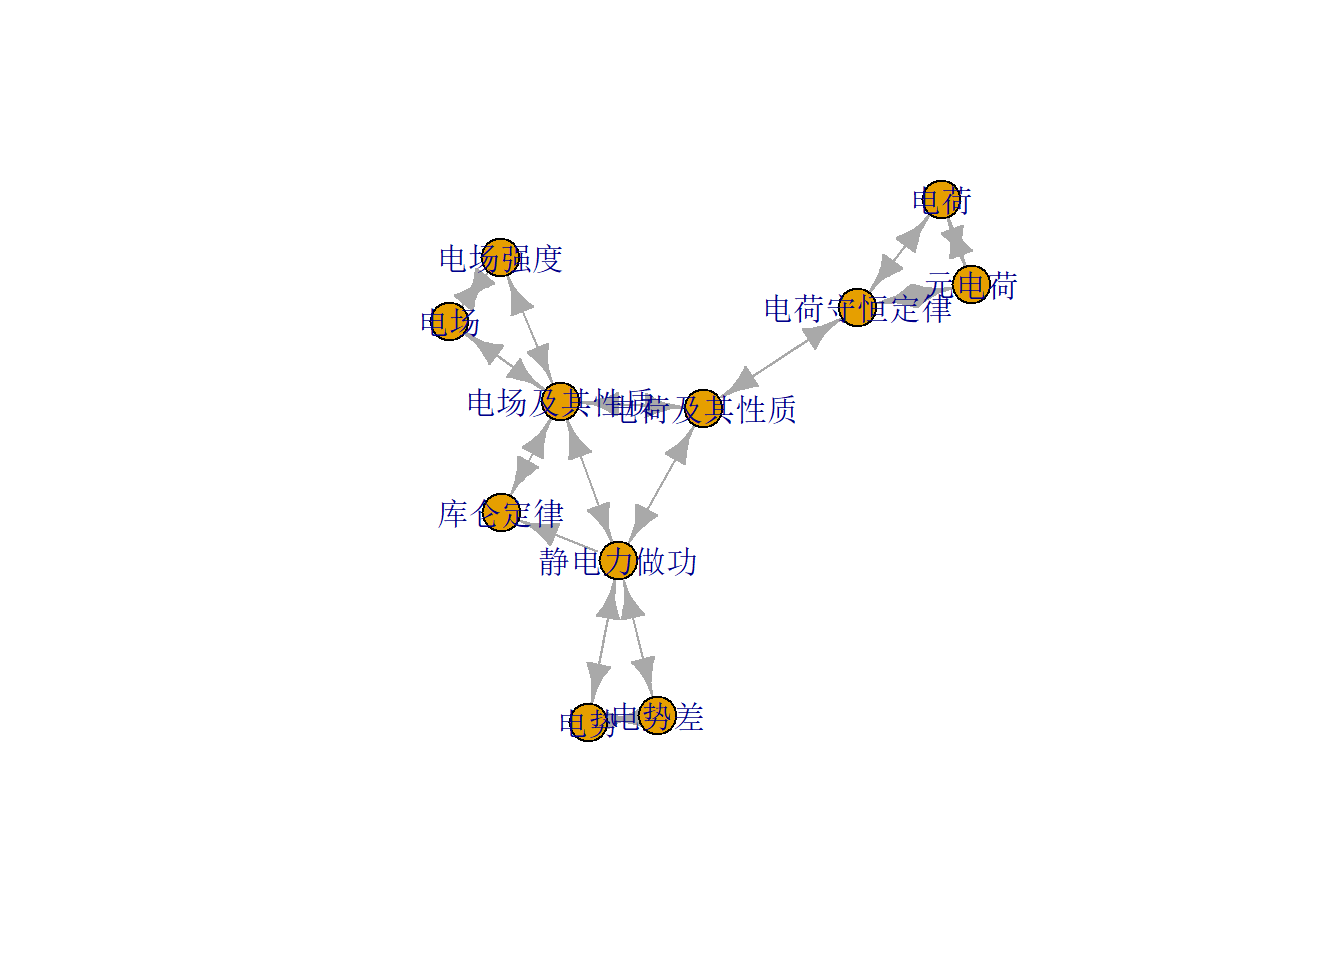 电荷
电场强度
元电荷
电荷守恒定律
电场
电场及其性质
电荷及其性质
库仑定律
静电力做功
电势
电势差